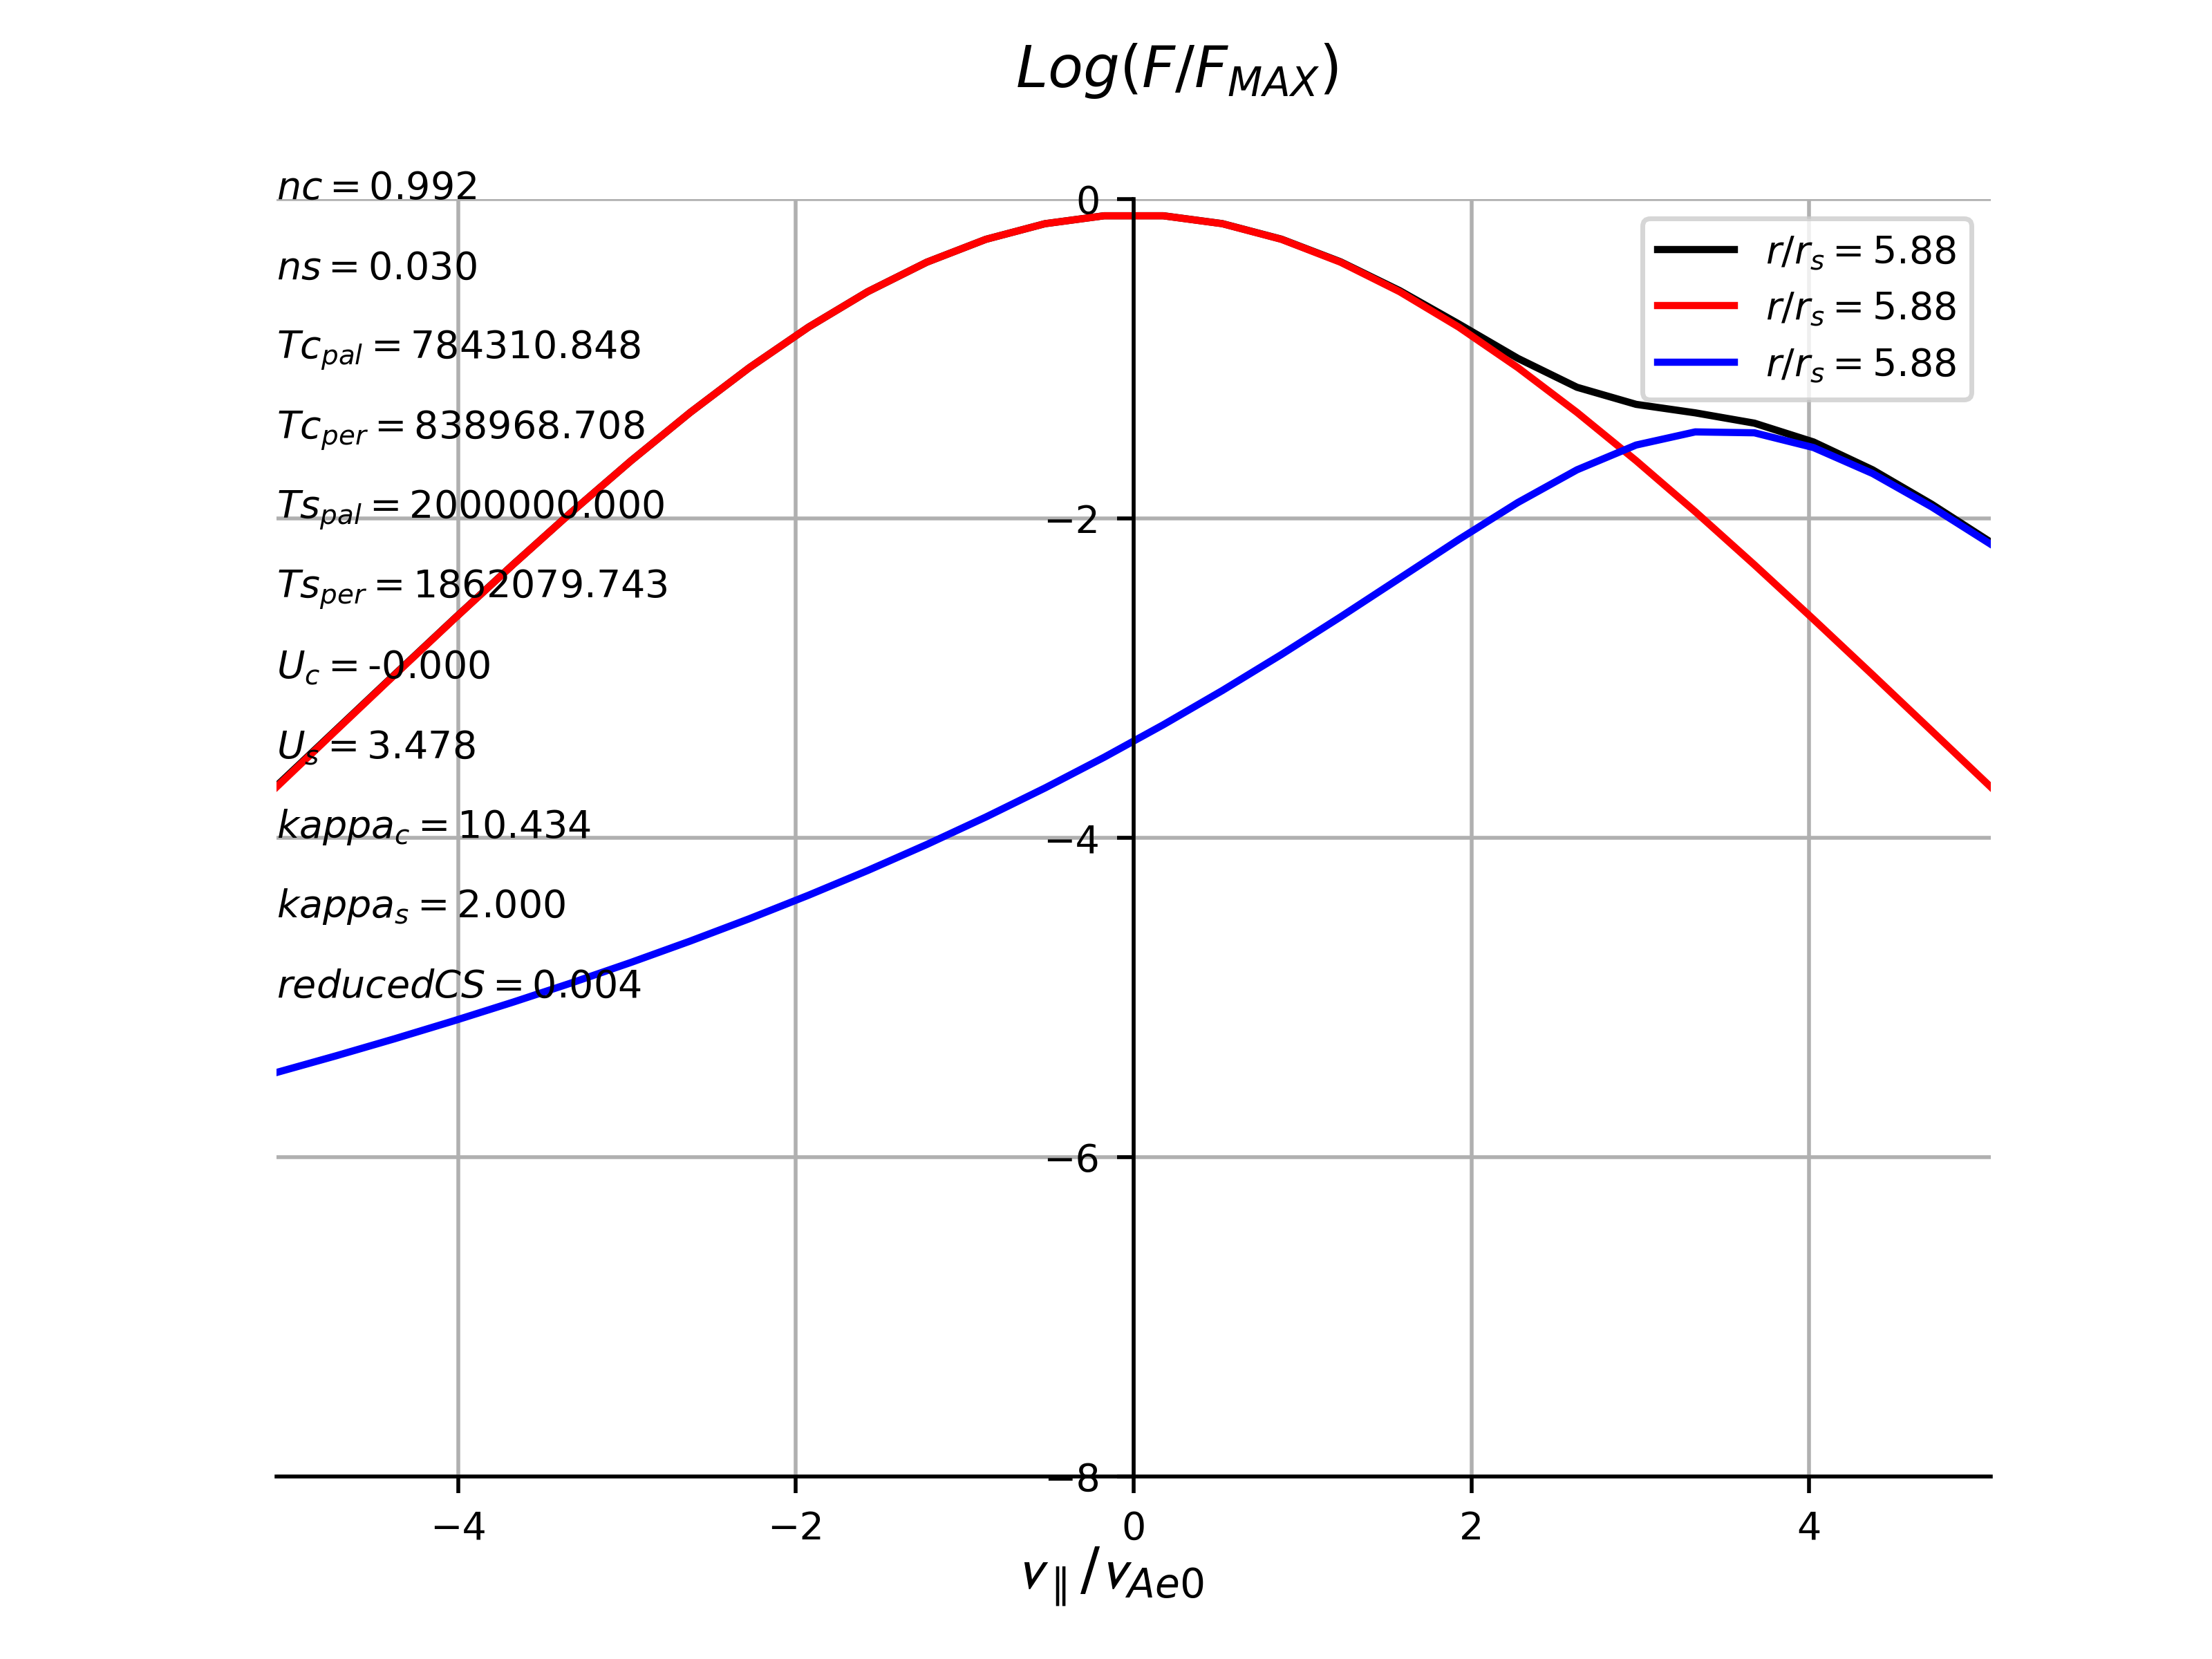 Log(F/F_MAX)
nc = 0.992
ns = 0.030
Tc_pal = 784310.848
Tc_per = 838968.708
Ts_pal = 2000000.000
Ts_per = 1862079.743
U_c = -0.000
U_s = 3.478
kappa_c = 10.434
kappa_s = 2.000
reducedCS = 0.004
r/r_s = 5.88
r/r_s = 5.88
r/r_s = 5.88
0
−2
−4
−6
−8
−4 −2 0 2 4
v_∥/v_Ae0